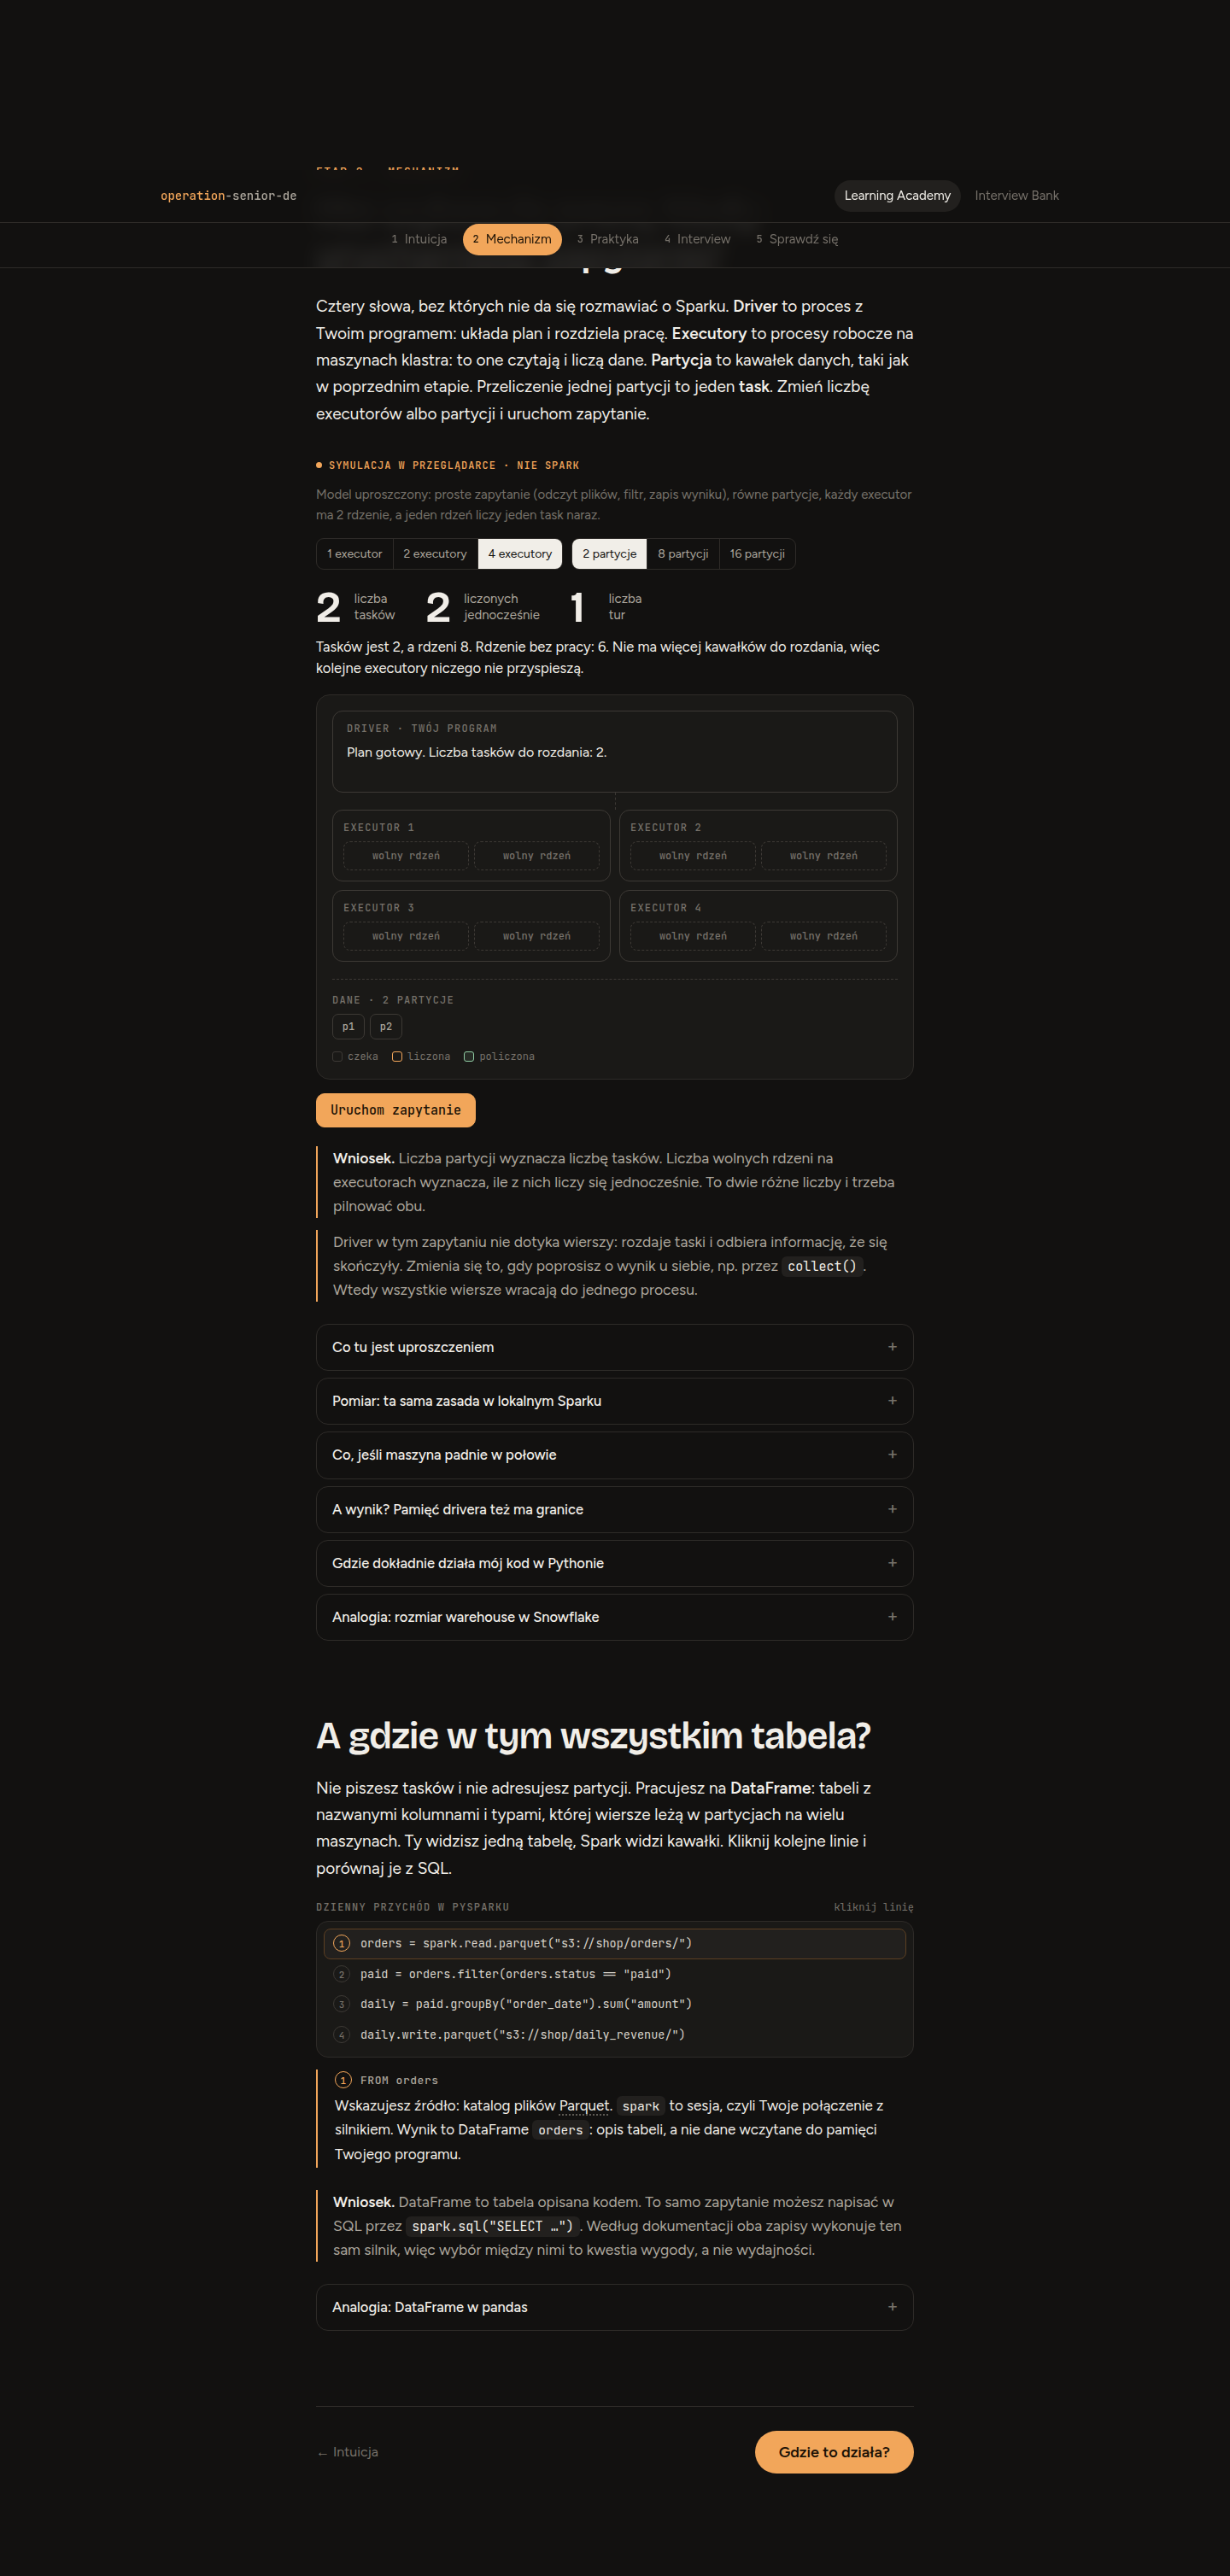 operation-senior-de
Learning Academy
Interview Bank
1 Intuicja
2 Mechanizm
3 Praktyka
4 Interview
5 Sprawdź się
Cztery słowa, bez których nie da się rozmawiać o Sparku. Driver to proces z
Twoim programem: układa plan i rozdziela pracę. Executory to procesy robocze na
maszynach klastra: to one czytają i liczą dane. Partycja to kawałek danych, taki jak
w poprzednim etapie. Przeliczenie jednej partycji to jeden task. Zmień liczbę
executorów albo partycji i uruchom zapytanie.
SYMULACJA W PRZEGLĄDARCE · NIE SPARK
Model uproszczony: proste zapytanie (odczyt plików, filtr, zapis wyniku), równe partycje, każdy executor
ma 2 rdzenie, a jeden rdzeń liczy jeden task naraz.
1 executor
2 executory
4 executory
2 partycje
8 partycji
16 partycji
2 liczba tasków
2 liczonych jednocześnie
1 liczba tur
Tasków jest 2, a rdzeni 8. Rdzenie bez pracy: 6. Nie ma więcej kawałków do rozdania, więc
kolejne executory niczego nie przyspieszą.
DRIVER · TWÓJ PROGRAM
Plan gotowy. Liczba tasków do rozdania: 2.
EXECUTOR 1
wolny rdzeń
wolny rdzeń
EXECUTOR 2
wolny rdzeń
wolny rdzeń
EXECUTOR 3
wolny rdzeń
wolny rdzeń
EXECUTOR 4
wolny rdzeń
wolny rdzeń
DANE · 2 PARTYCJE
p1
p2
czeka
liczona
policzona
Uruchom zapytanie
Wniosek. Liczba partycji wyznacza liczbę tasków. Liczba wolnych rdzeni na
executorach wyznacza, ile z nich liczy się jednocześnie. To dwie różne liczby i trzeba
pilnować obu.
Driver w tym zapytaniu nie dotyka wierszy: rozdaje taski i odbiera informację, że się
skończyły. Zmienia się to, gdy poprosisz o wynik u siebie, np. przez collect().
Wtedy wszystkie wiersze wracają do jednego procesu.
Co tu jest uproszczeniem +
Pomiar: ta sama zasada w lokalnym Sparku +
Co, jeśli maszyna padnie w połowie +
A wynik? Pamięć drivera też ma granice +
Gdzie dokładnie działa mój kod w Pythonie +
Analogia: rozmiar warehouse w Snowflake +
A gdzie w tym wszystkim tabela?
Nie piszesz tasków i nie adresujesz partycji. Pracujesz na DataFrame: tabeli z
nazwanymi kolumnami i typami, której wiersze leżą w partycjach na wielu
maszynach. Ty widzisz jedną tabelę, Spark widzi kawałki. Kliknij kolejne linie i
porównaj je z SQL.
DZIENNY PRZYCHÓD W PYSPARKU
kliknij linię
1 orders = spark.read.parquet("s3://shop/orders/")
2 paid = orders.filter(orders.status == "paid")
3 daily = paid.groupBy("order_date").sum("amount")
4 daily.write.parquet("s3://shop/daily_revenue/")
1 FROM orders
Wskazujesz źródło: katalog plików Parquet. spark to sesja, czyli Twoje połączenie z
silnikiem. Wynik to DataFrame orders: opis tabeli, a nie dane wczytane do pamięci
Twojego programu.
Wniosek. DataFrame to tabela opisana kodem. To samo zapytanie możesz napisać w
SQL przez spark.sql("SELECT …"). Według dokumentacji oba zapisy wykonuje ten
sam silnik, więc wybór między nimi to kwestia wygody, a nie wydajności.
Analogia: DataFrame w pandas +
← Intuicja
Gdzie to działa?